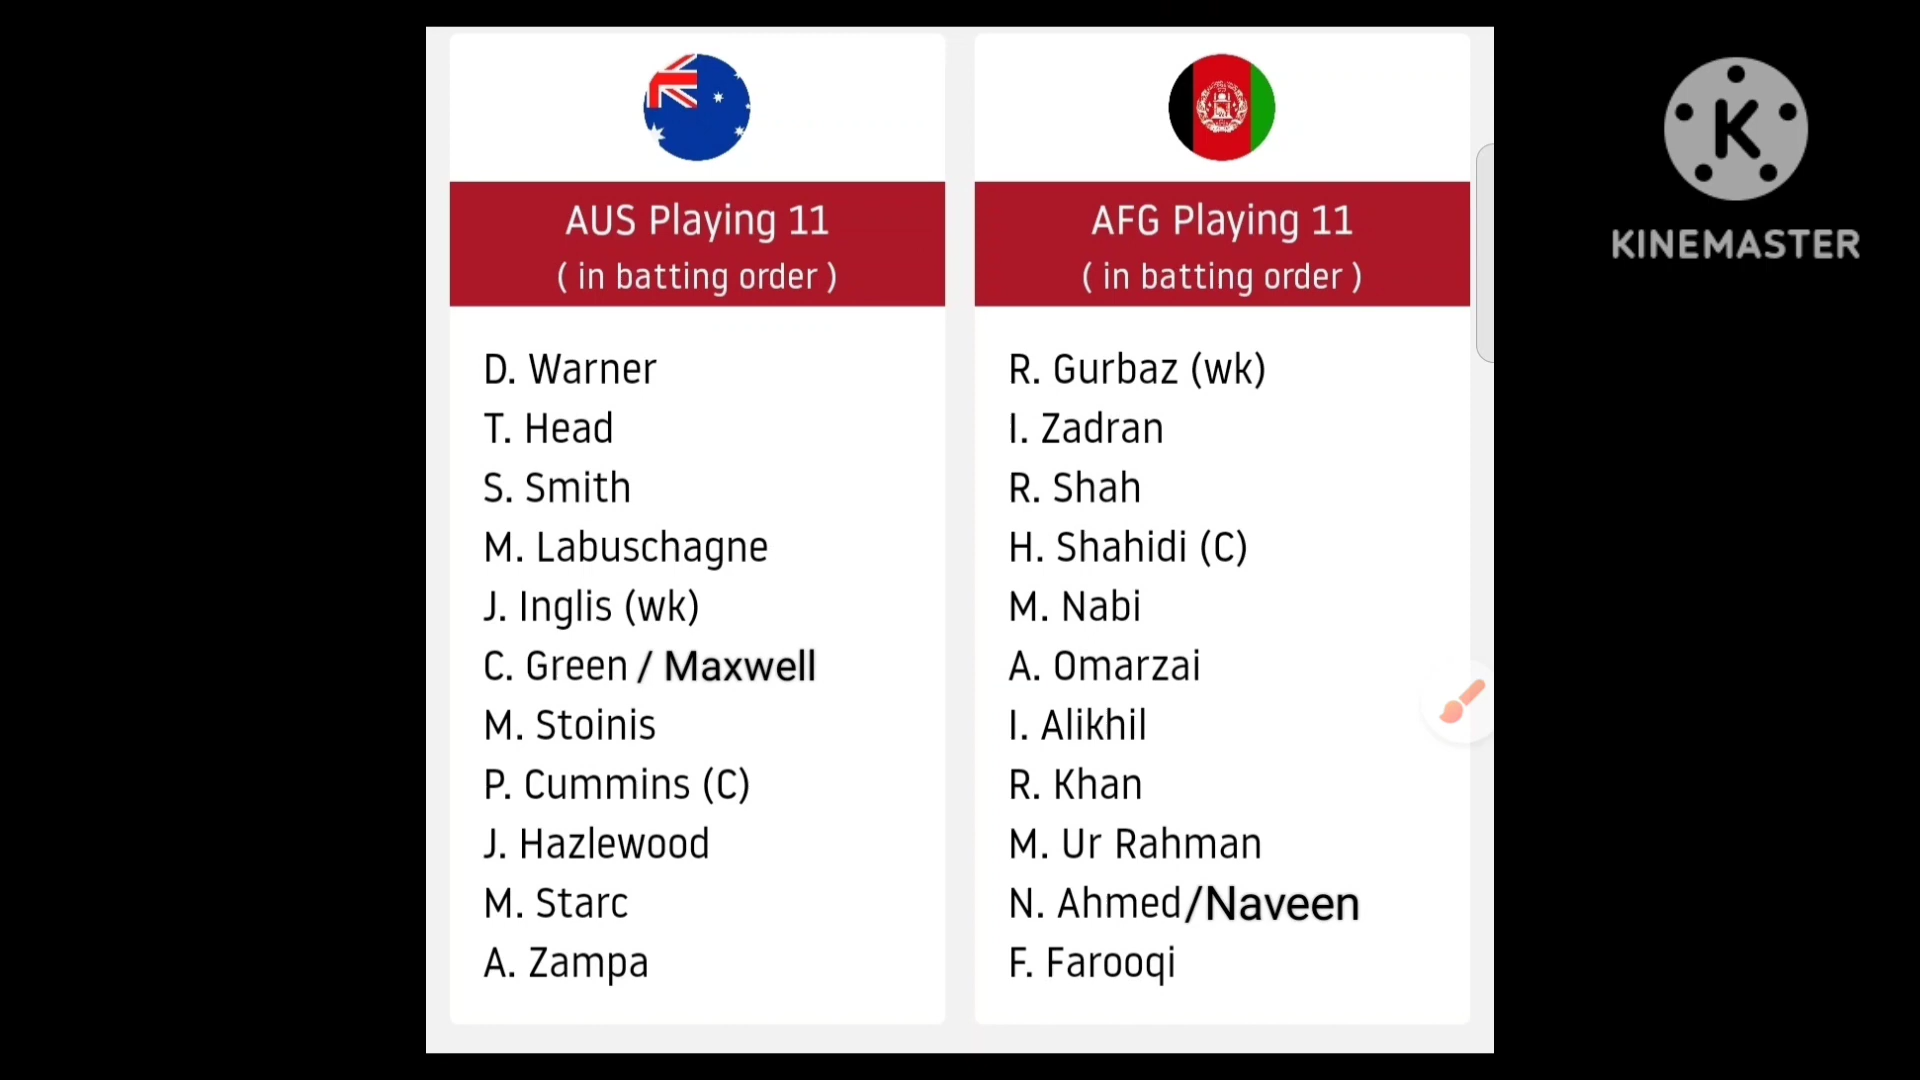 AUS Playing 11
( in batting order )
D. Warner
T. Head
S. Smith
M. Labuschagne
J. Inglis (wk)
C. Green / Maxwell
M. Stoinis
P. Cummins (C)
J. Hazlewood
M. Starc
A. Zampa
AFG Playing 11
( in batting order )
R. Gurbaz (wk)
I. Zadran
R. Shah
H. Shahidi (C)
M. Nabi
A. Omarzai
I. Alikhil
R. Khan
M. Ur Rahman
N. Ahmed/Naveen
F. Farooqi
K
KINEMASTER